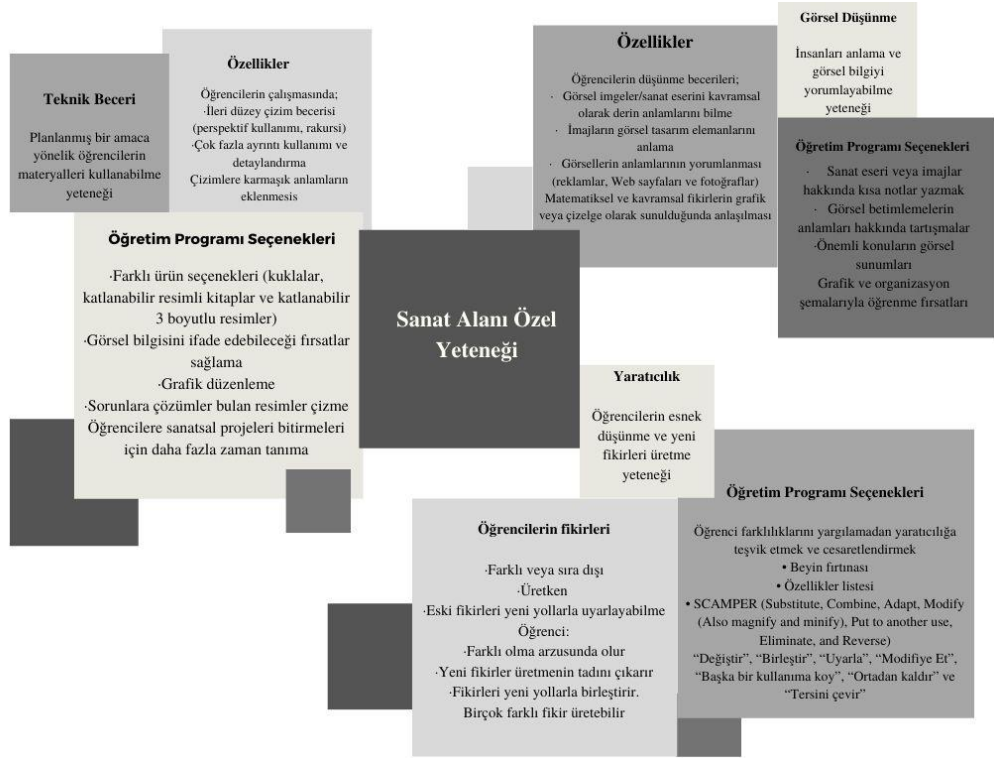 Teknik Beceri
Planlanmış bir amaca
yönelik öğrencilerin
materyalleri kullanabilme
yeteneği
Özellikler
Öğrencilerin çalışmasında;
·İleri düzey çizim becerisi
(perspektif kullanımı, rakursi)
·Çok fazla ayrıntı kullanımı ve
detaylandırma
Çizimlere karmaşık anlamların
eklenmesis
Öğretim Programı Seçenekleri
·Farklı ürün seçenekleri (kuklalar,
katlanabilir resimli kitaplar ve katlanabilir
3 boyutlu resimler)
·Görsel bilgisini ifade edebileceği fırsatlar
sağlama
·Grafik düzenleme
·Sorunlara çözümler bulan resimler çizme
Öğrencilere sanatsal projeleri bitirmeleri
için daha fazla zaman tanıma
Sanat Alanı Özel
Yeteneği
Özellikler
Öğrencilerin düşünme becerileri;
· Görsel imgeler/sanat eserini kavramsal
olarak derin anlamlarını bilme
· İmajların görsel tasarım elemanlarını
anlama
· Görsellerin anlamlarının yorumlanması
(reklamlar, Web sayfaları ve fotoğraflar)
Matematiksel ve kavramsal fikirlerin grafik
veya çizelge olarak sunulduğunda anlaşılması
Görsel Düşünme
İnsanları anlama ve
görsel bilgiyi
yorumlayabilme
yeteneği
Öğretim Programı Seçenekleri
· Sanat eseri veya imajlar
hakkında kısa notlar yazmak
· Görsel betimlemelerin
anlamları hakkında tartışmalar
·Önemli konuların görsel
sunumları
Grafik ve organizasyon
şemalarıyla öğrenme fırsatları
Yaratıcılık
Öğrencilerin esnek
düşünme ve yeni
fikirleri üretme
yeteneği
Öğrencilerin fikirleri
·Farklı veya sıra dışı
·Üretken
·Eski fikirleri yeni yollarla uyarlayabilme
Öğrenci:
·Farklı olma arzusunda olur
·Yeni fikirler üretmenin tadını çıkarır
·Fikirleri yeni yollarla birleştirir.
Birçok farklı fikir üretebilir
Öğretim Programı Seçenekleri
Öğrenci farklılıklarını yargılamadan yaratıcılığa
teşvik etmek ve cesaretlendirmek
• Beyin fırtınası
• Özellikler listesi
• SCAMPER (Substitute, Combine, Adapt, Modify
(Also magnify and minify), Put to another use,
Eliminate, and Reverse)
“Değiştir”, “Birleştir”, “Uyarla”, “Modifiye Et”,
“Başka bir kullanıma koy”, “Ortadan kaldır” ve
“Tersini çevir”